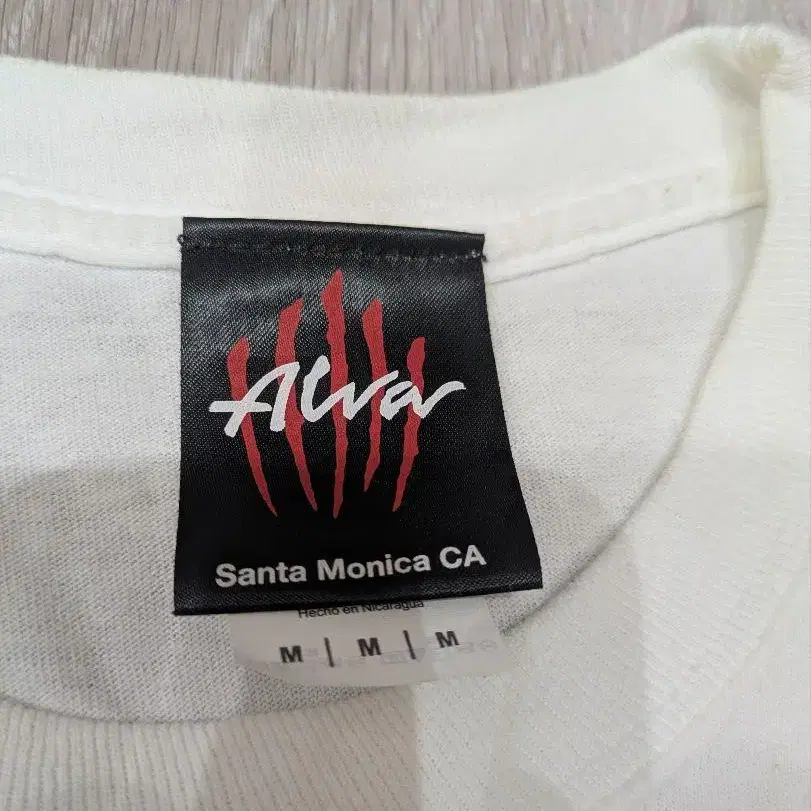 Alva
Santa Monica CA
Hecho en Nicaragua
M | M | M